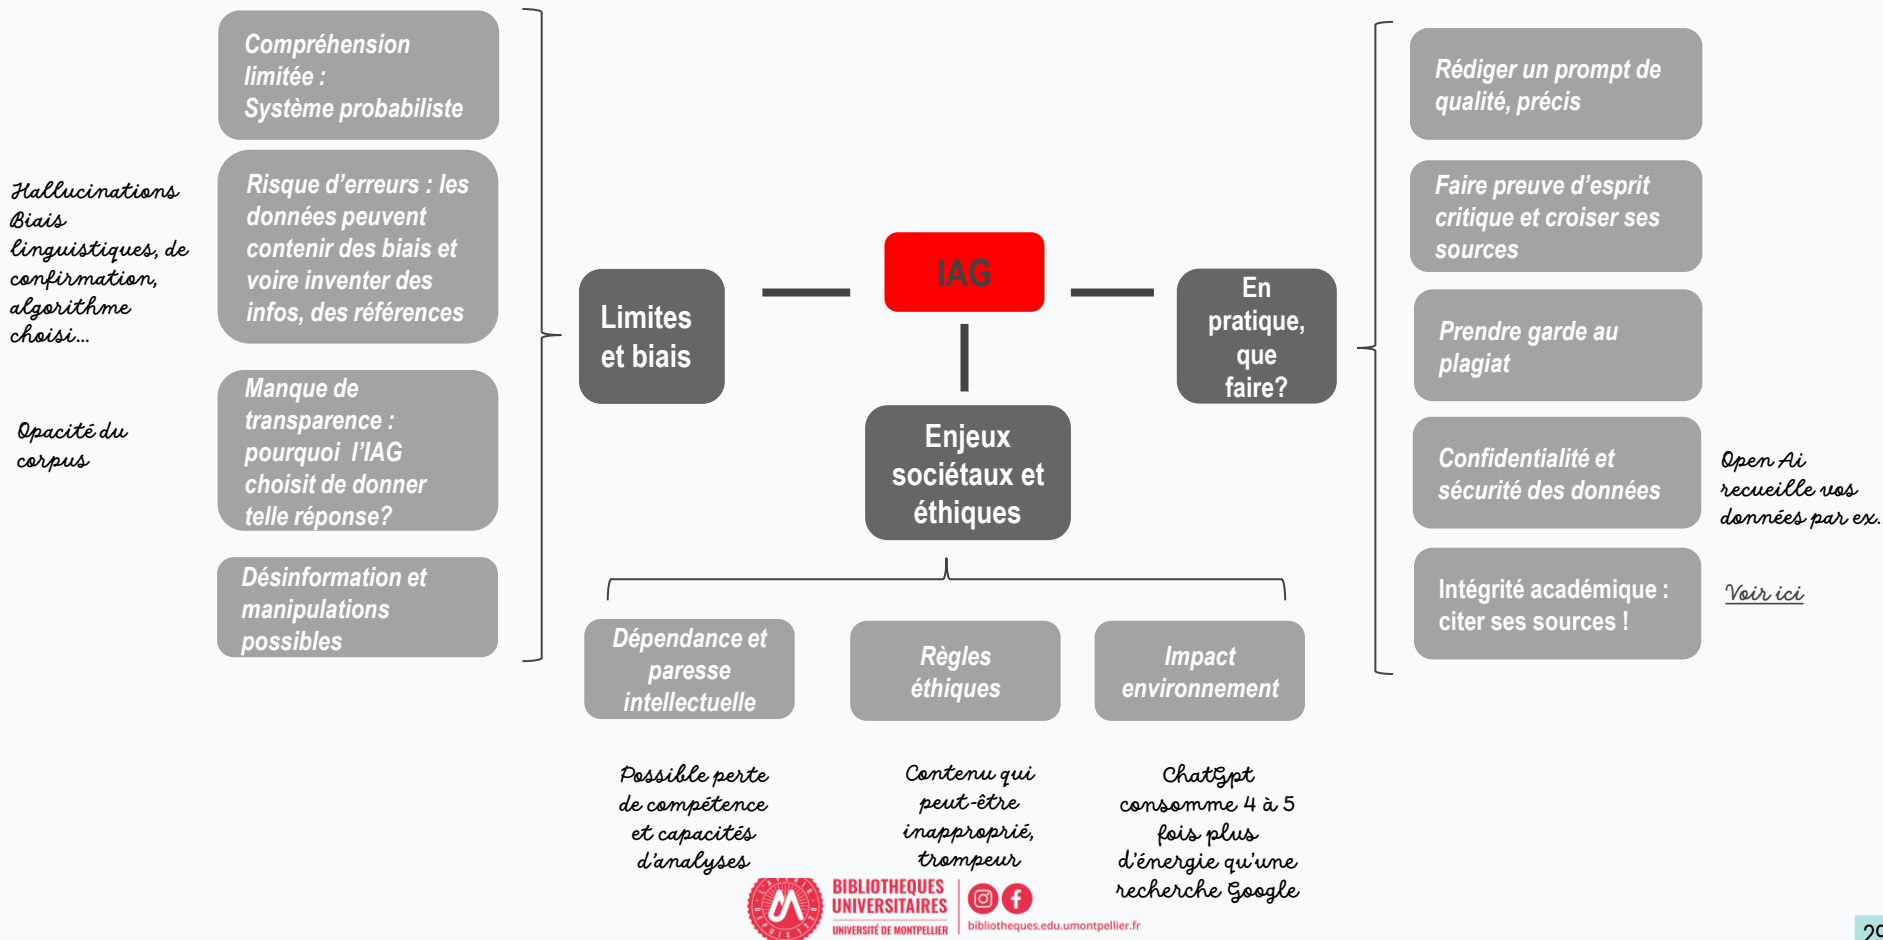 Compréhension
limitée :
Système probabiliste
Hallucinations
Biais
linguistiques, de
confirmation,
algorithme
choisi...
Risque d'erreurs : les
données peuvent
contenir des biais et
voire inventer des
infos, des références
Opacité du
corpus
Manque de
transparence :
pourquoi l'IAG
choisit de donner
telle réponse?
Désinformation et
manipulations
possibles
Limites
et biais
IAG
Enjeux
sociétaux et
éthiques
Dépendance et
paresse
intellectuelle
Possible perte
de compétence
et capacités
d'analyses
Règles
éthiques
Contenu qui
peut-être
inapproprié,
trompeur
Impact
environnement
ChatGpt
consomme 4 à 5
fois plus
d'énergie qu'une
recherche Google
En
pratique,
que
faire?
Rédiger un prompt de
qualité, précis
Faire preuve d'esprit
critique et croiser ses
sources
Prendre garde au
plagiat
Confidentialité et
sécurité des données
Open Ai
recueille vos
données par ex.
Intégrité académique :
citer ses sources !
Voir ici
DEPUIS 1220
BIBLIOTHEQUES
UNIVERSITAIRES
UNIVERSITÉ DE MONTPELLIER
bibliotheques.edu.umontpellier.fr